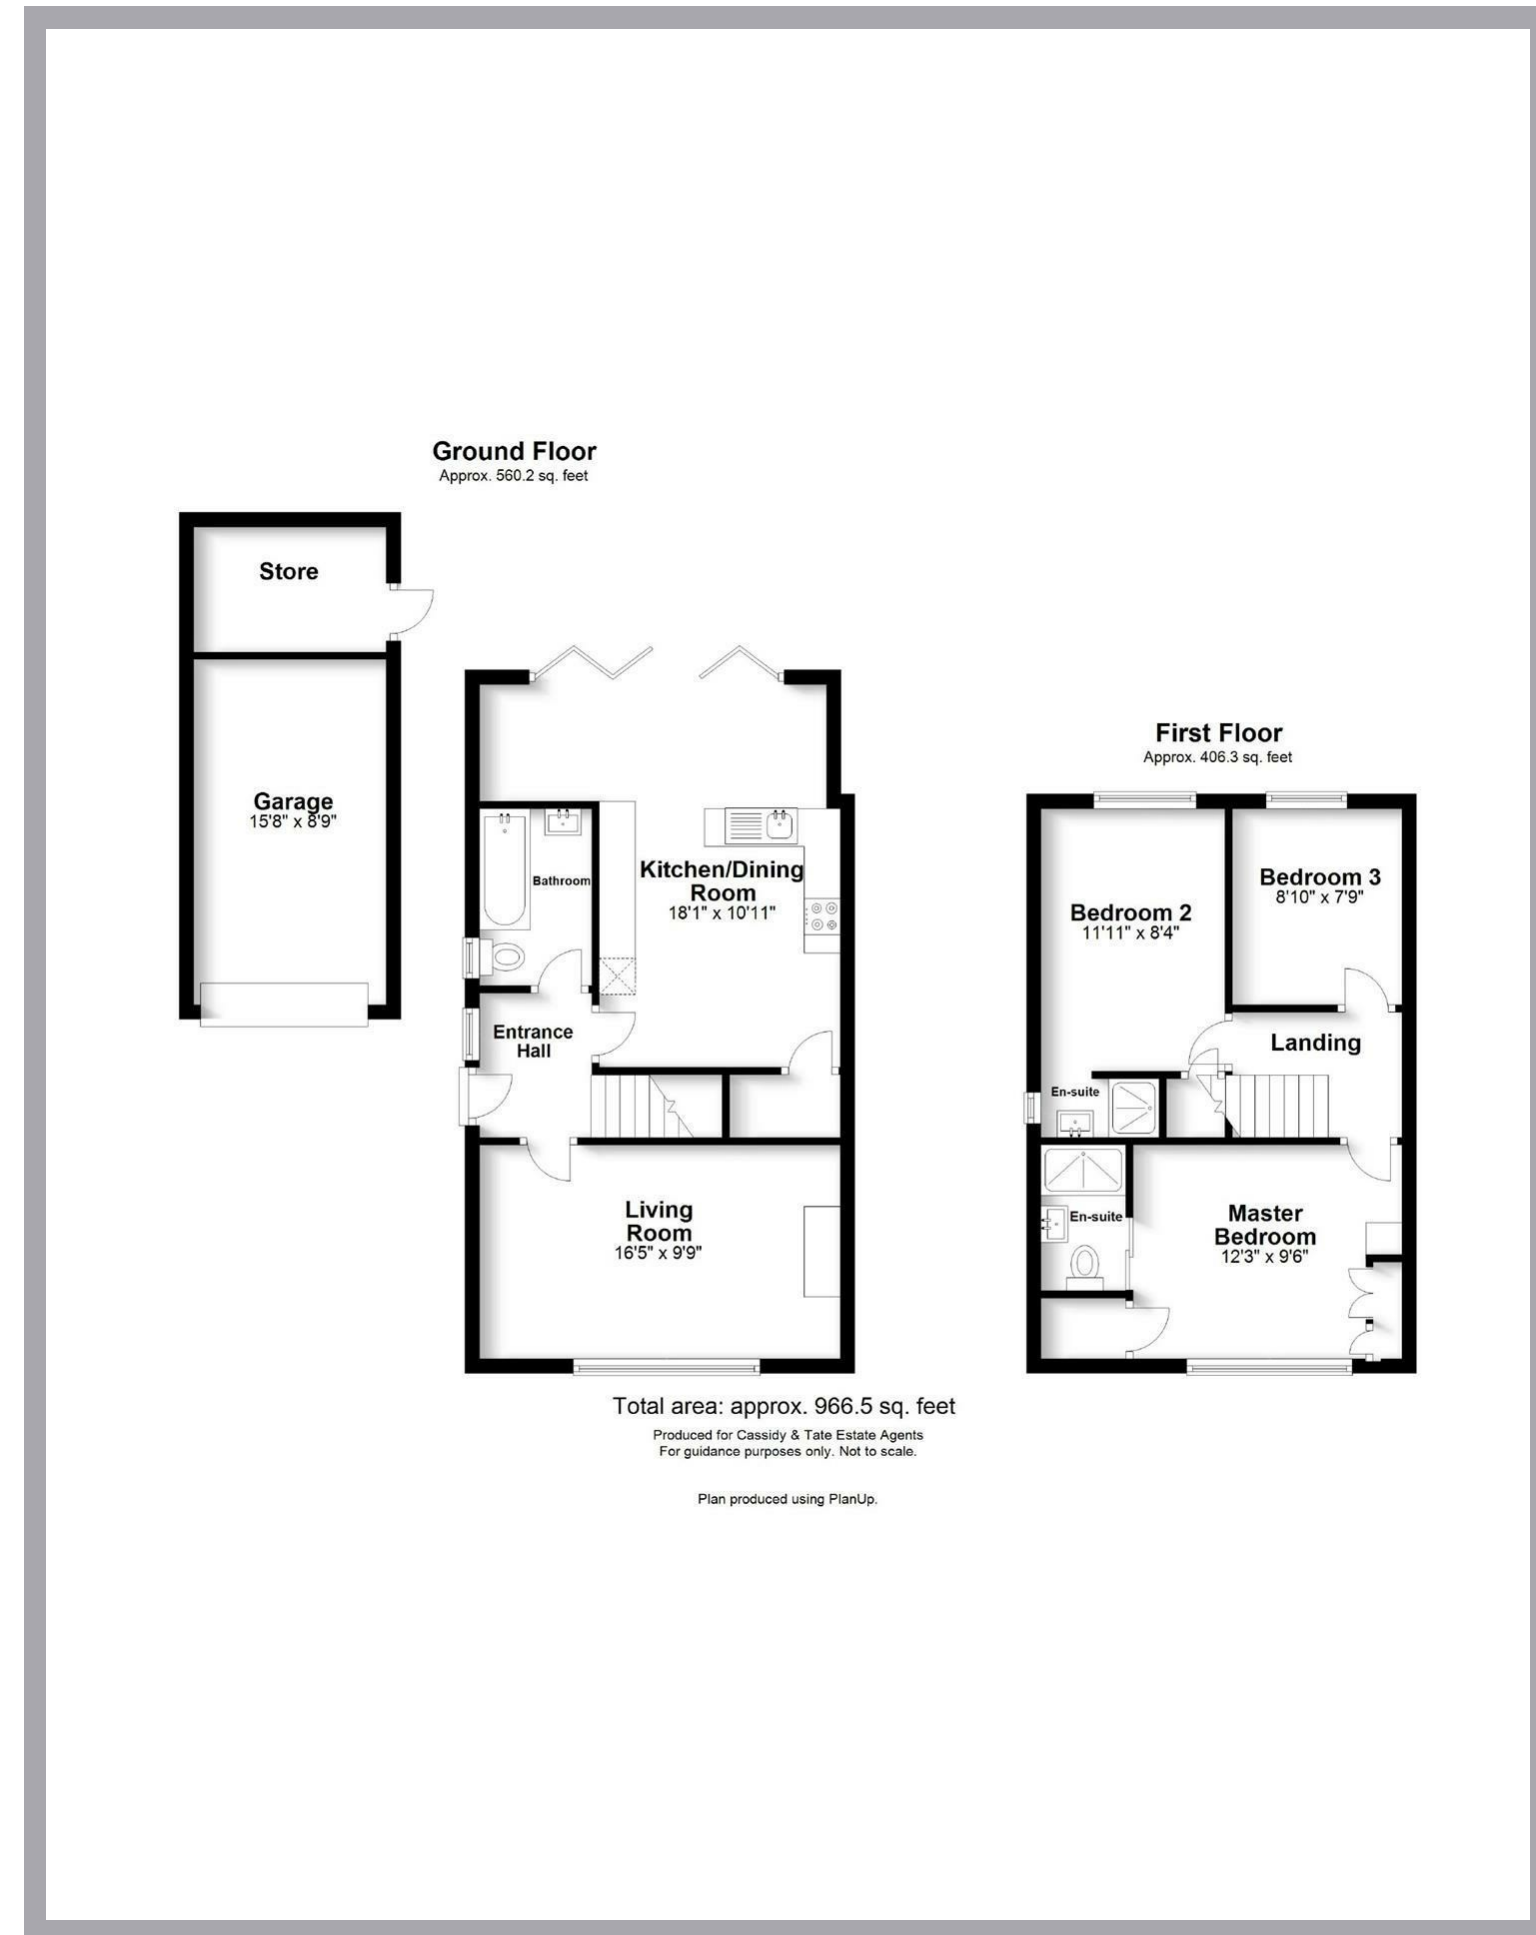 Ground Floor
Approx. 560.2 sq. feet
Store
Garage
15'8" x 8'9"
Bathroom
Kitchen/Dining
Room
18'1" x 10'11"
Entrance
Hall
Living
Room
16'5" x 9'9"
First Floor
Approx. 406.3 sq. feet
Bedroom 3
8'10" x 7'9"
Bedroom 2
11'11" x 8'4"
Landing
En-suite
En-suite
Master
Bedroom
12'3" x 9'6"
Total area: approx. 966.5 sq. feet
Produced for Cassidy & Tate Estate Agents
For guidance purposes only. Not to scale.
Plan produced using PlanUp.